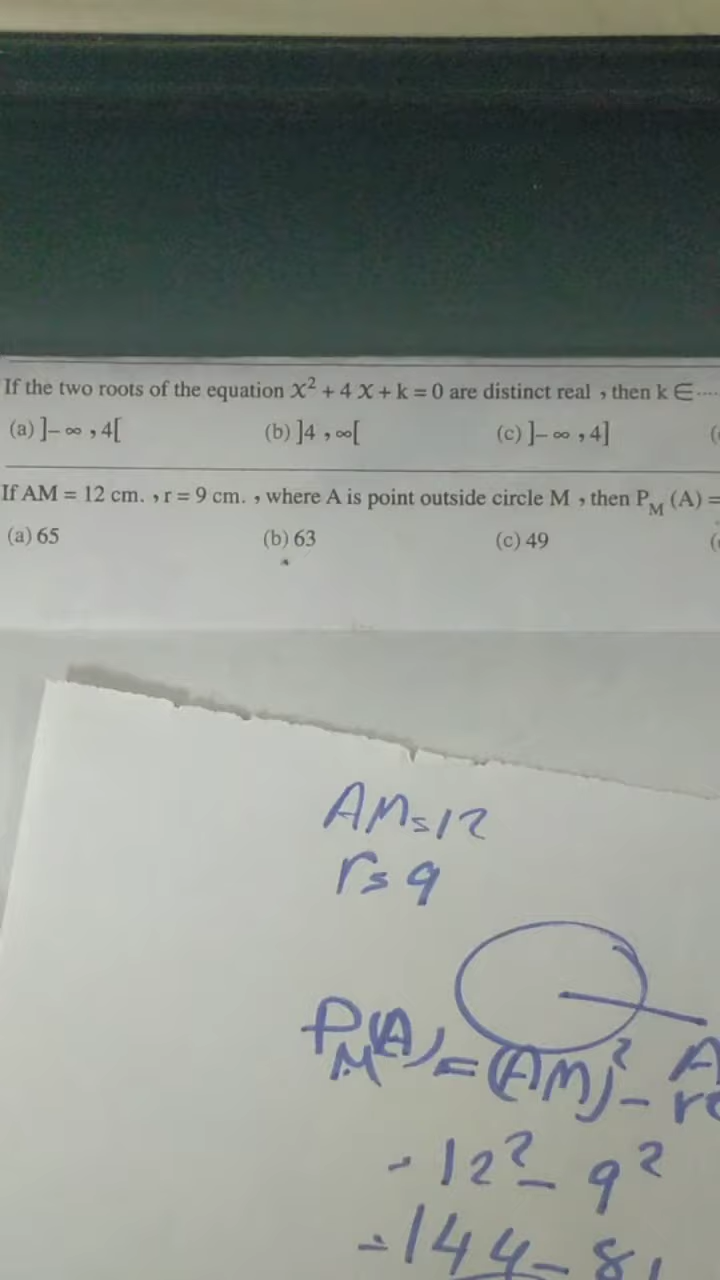 If the two roots of the equation x² + 4 x + k = 0 are distinct real , then k ∈ ····
(a) ]– ∞ , 4[ (b) ]4 , ∞[ (c) ]– ∞ , 4] (
If AM = 12 cm. , r = 9 cm. , where A is point outside circle M , then P_M (A) =
(a) 65 (b) 63 (c) 49 (
AM = 12
r = 9
A
P_M(A) = (AM)² – r
= 12² – 9²
= 144 – 81